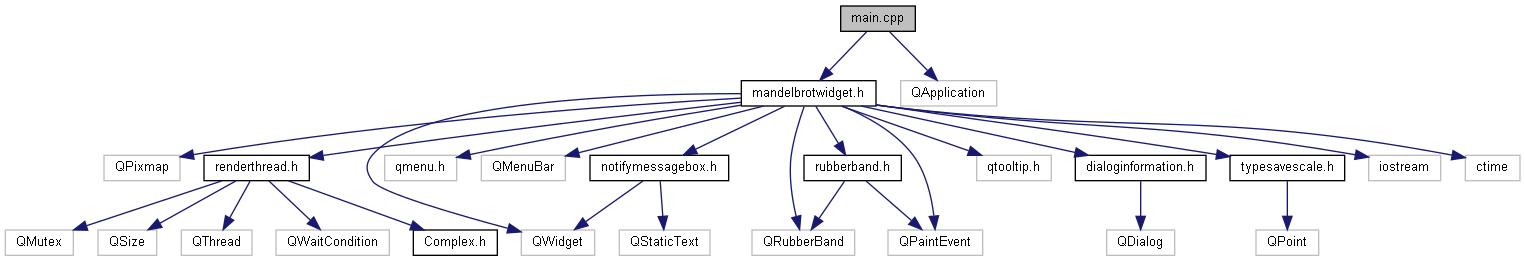 main.cpp
mandelbrotwidget.h
QApplication
QPixmap
renderthread.h
qmenu.h
QMenuBar
notifymessagebox.h
rubberband.h
qtooltip.h
dialoginformation.h
typesavescale.h
iostream
ctime
QMutex
QSize
QThread
QWaitCondition
Complex.h
QWidget
QStaticText
QRubberBand
QPaintEvent
QDialog
QPoint